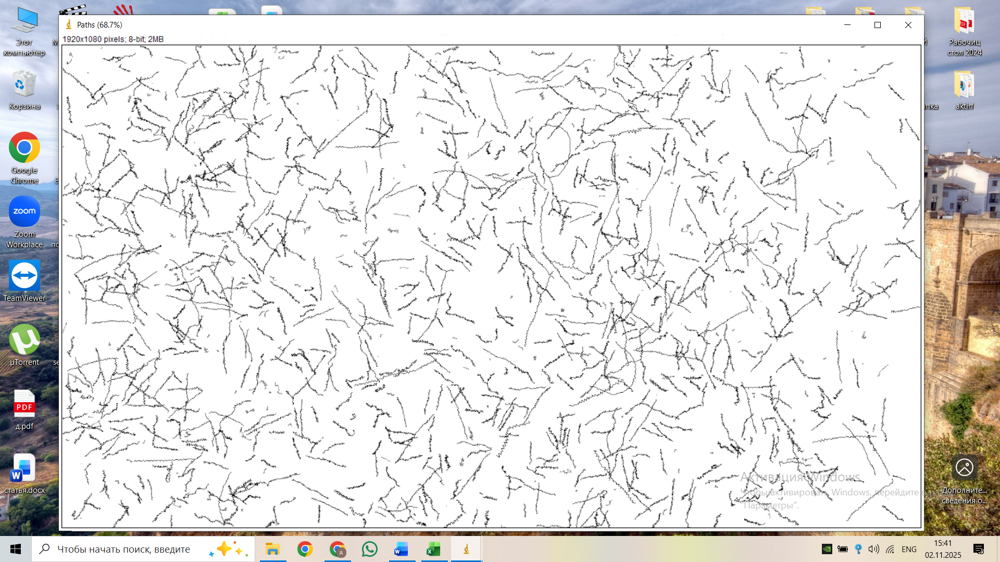 Paths (68.7%)
1920x1080 pixels; 8-bit; 2MB
Этот
компьютер
Корзина
Google
Chrome
Zoom
Workplace
TeamViewer
µTorrent
PDF
д.pdf
статья.docx
zoom
Рабочиц
стол 2024
aktirf
Дополните...
сведения о...
Активация Windows
Чтобы активировать Windows, перейдите в
"Параметры".
Чтобы начать поиск, введите
ENG
15:41
02.11.2025